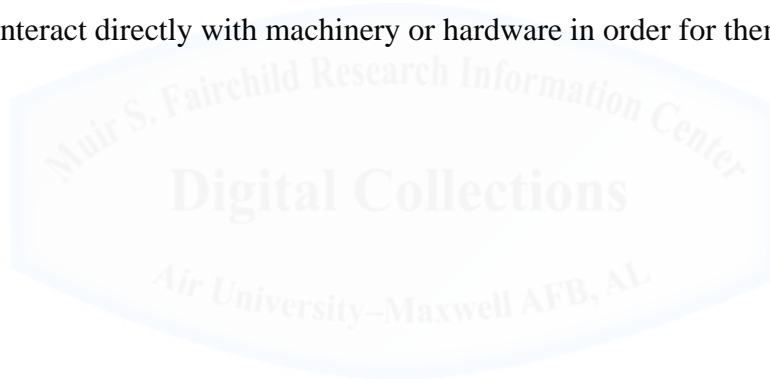 nteract directly with machinery or hardware in order for ther
Muir S. Fairchild Research Information Center
Digital Collections
Air University–Maxwell AFB, AL